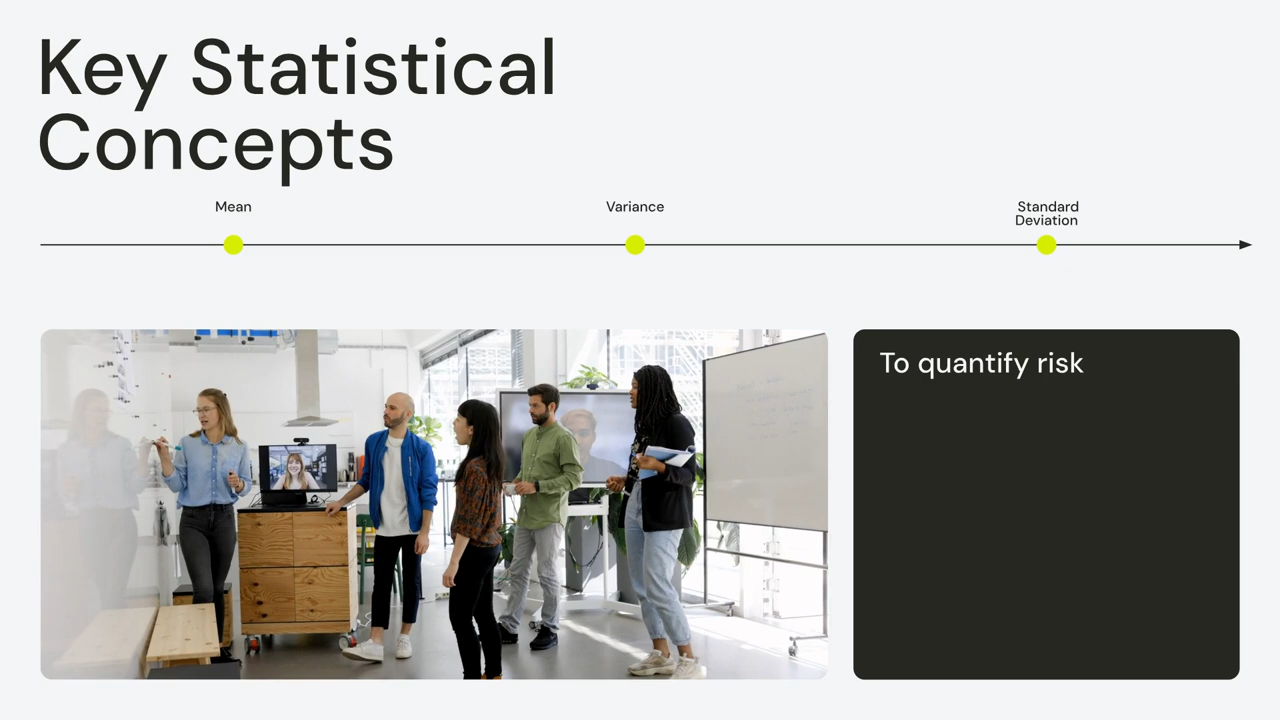 Key Statistical
Concepts
Mean
Variance
Standard
Deviation
To quantify risk